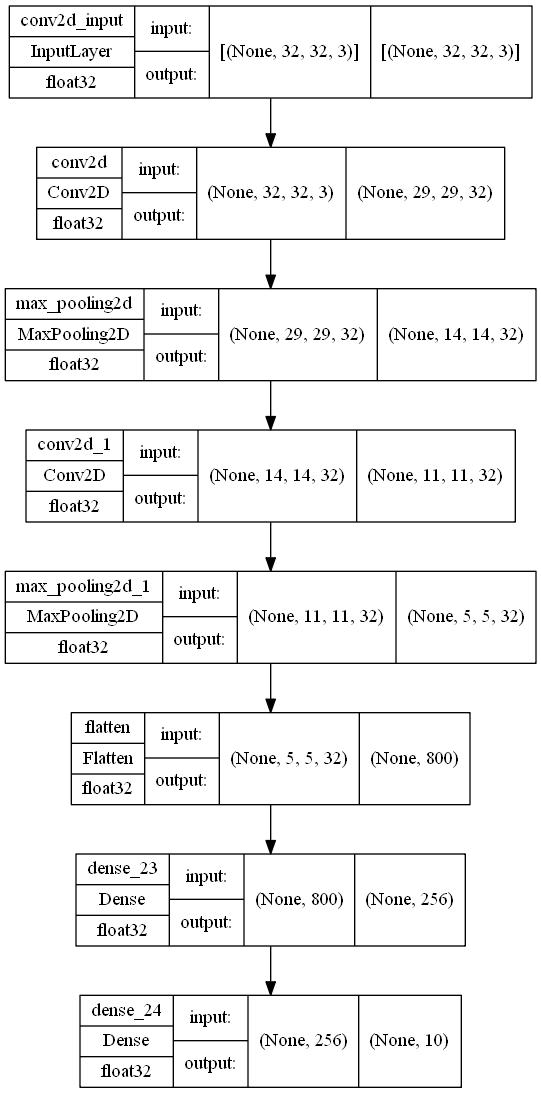 conv2d_input
InputLayer
float32
input:
output:
[(None, 32, 32, 3)]
[(None, 32, 32, 3)]
conv2d
Conv2D
float32
input:
output:
(None, 32, 32, 3)
(None, 29, 29, 32)
max_pooling2d
MaxPooling2D
float32
input:
output:
(None, 29, 29, 32)
(None, 14, 14, 32)
conv2d_1
Conv2D
float32
input:
output:
(None, 14, 14, 32)
(None, 11, 11, 32)
max_pooling2d_1
MaxPooling2D
float32
input:
output:
(None, 11, 11, 32)
(None, 5, 5, 32)
flatten
Flatten
float32
input:
output:
(None, 5, 5, 32)
(None, 800)
dense_23
Dense
float32
input:
output:
(None, 800)
(None, 256)
dense_24
Dense
float32
input:
output:
(None, 256)
(None, 10)